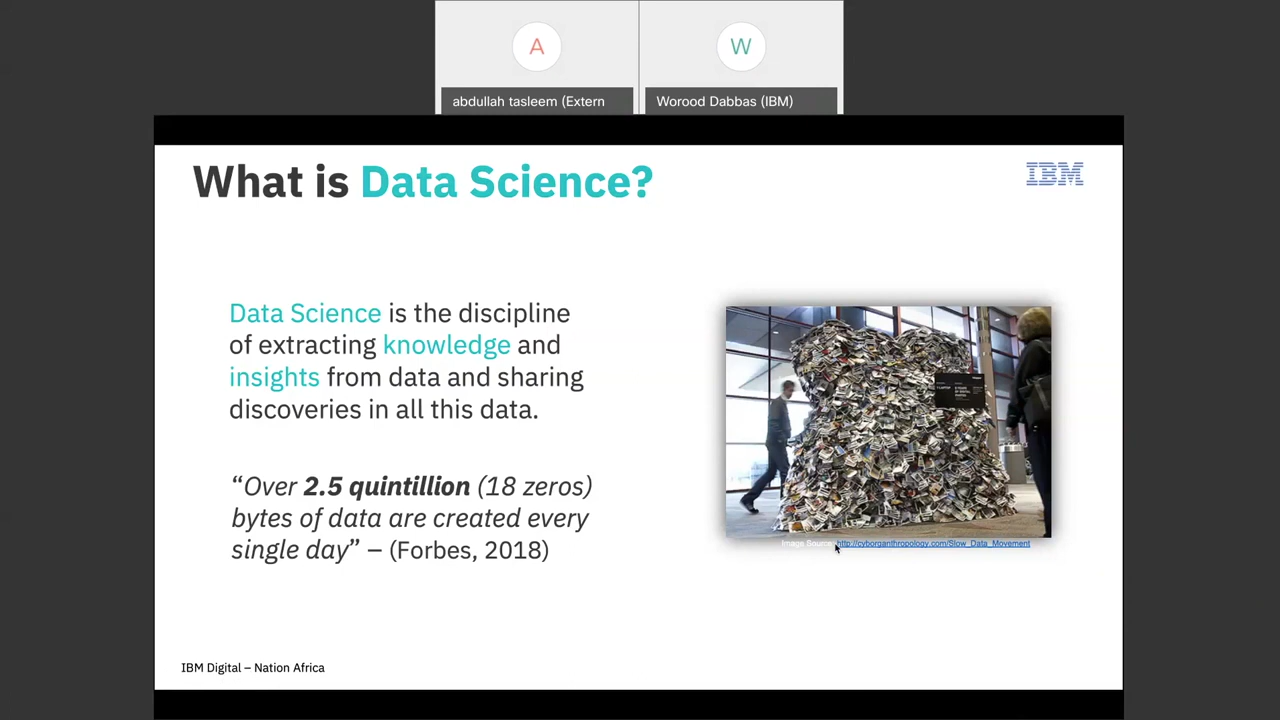 A
W
abdullah tasleem (Extern
Worood Dabbas (IBM)
What is Data Science?
IBM
Data Science is the discipline
of extracting knowledge and
insights from data and sharing
discoveries in all this data.
“Over 2.5 quintillion (18 zeros)
bytes of data are created every
single day” – (Forbes, 2018)
Image Source: http://cyborganthropology.com/Slow_Data_Movement
IBM Digital – Nation Africa